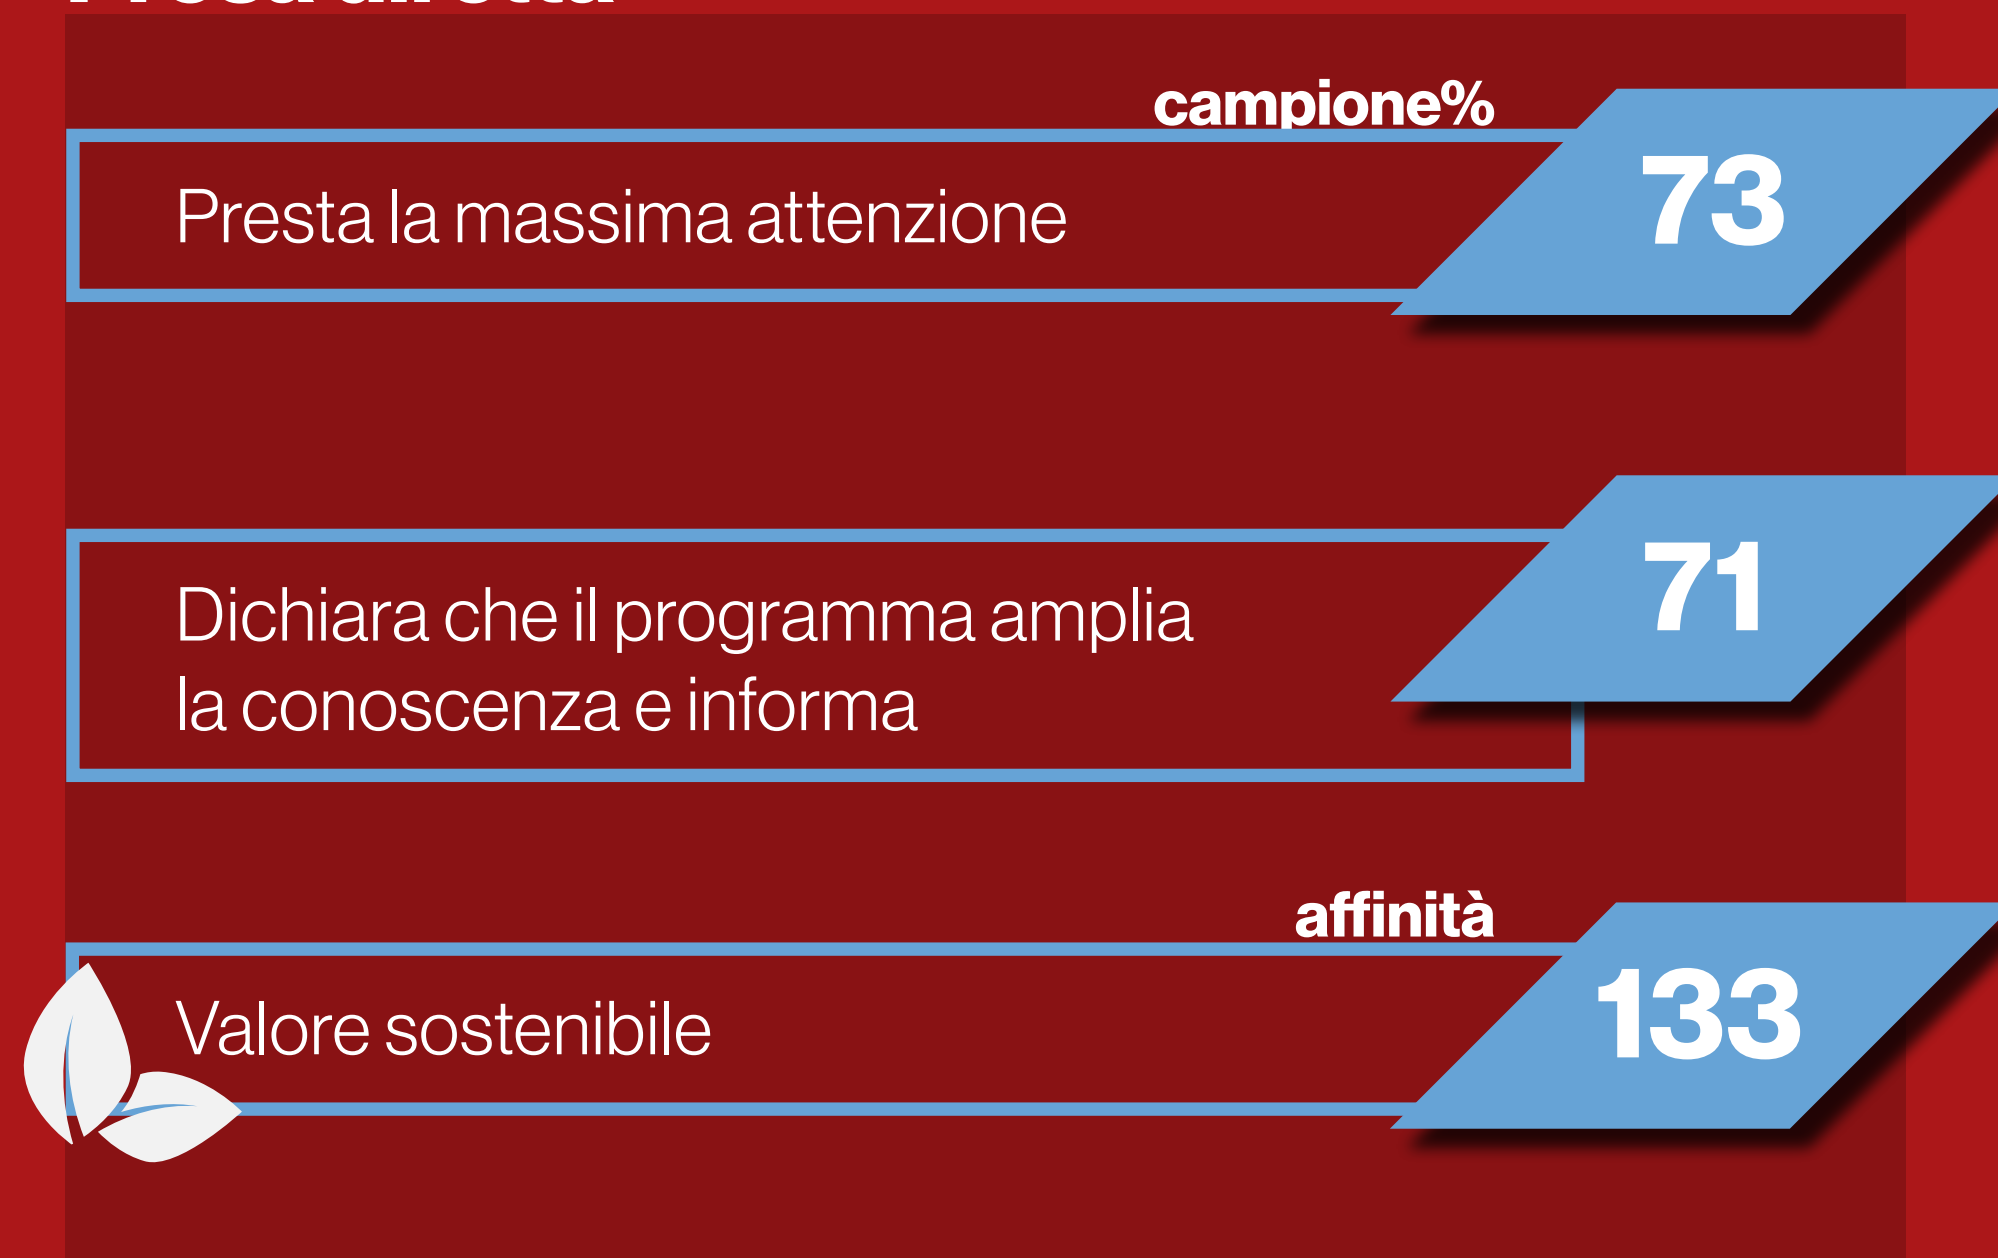 campione%
Presta la massima attenzione
73
Dichiara che il programma amplia
la conoscenza e informa
71
affinità
Valore sostenibile
133